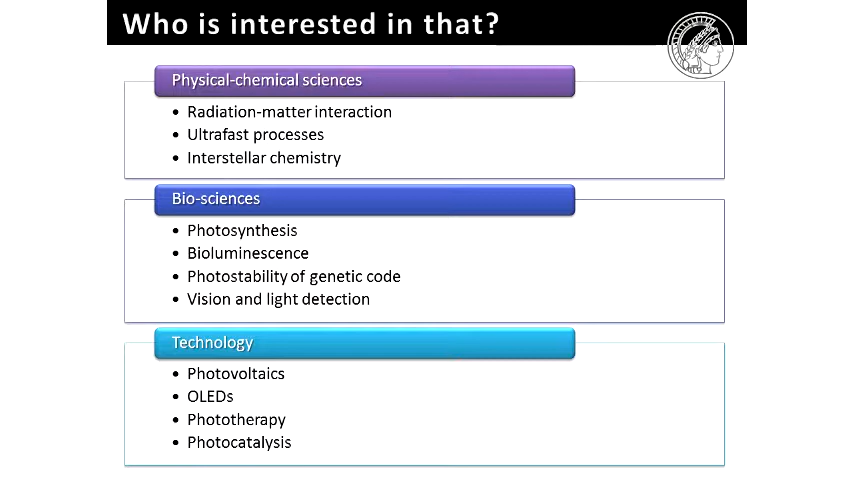 Who is interested in that?
Physical-chemical sciences
• Radiation-matter interaction
• Ultrafast processes
• Interstellar chemistry
Bio-sciences
• Photosynthesis
• Bioluminescence
• Photostability of genetic code
• Vision and light detection
Technology
• Photovoltaics
• OLEDs
• Phototherapy
• Photocatalysis